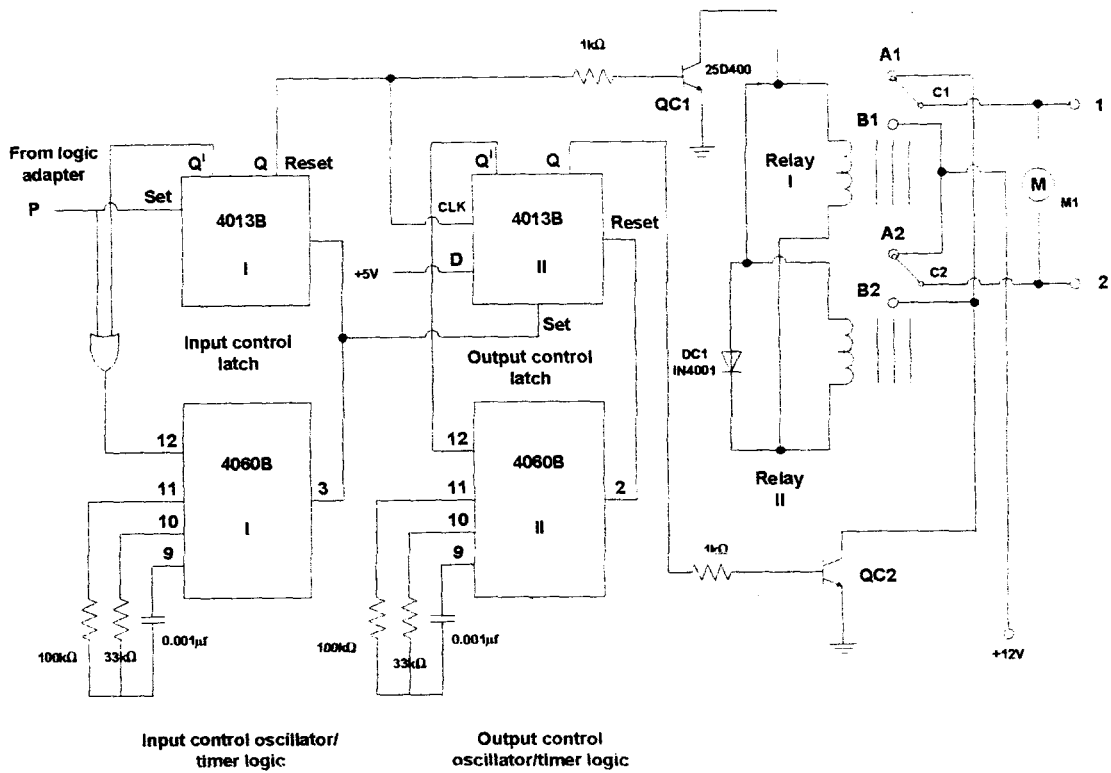 1kΩ
25D400
QC1
A1
C1
1
B1
From logic
adapter
P
Q'
Q
Reset
Set
4013B
I
Q'
Q
CLK
4013B
Reset
+5V
D
II
Set
Relay
I
M
M1
A2
C2
2
B2
Input control
latch
Output control
latch
DC1
IN4001
12
4060B
11
3
10
I
9
12
4060B
11
2
10
II
9
Relay
II
1kΩ
QC2
100kΩ
33kΩ
0.001µf
100kΩ
33kΩ
0.001µf
+12V
Input control oscillator/
timer logic
Output control
oscillator/timer logic